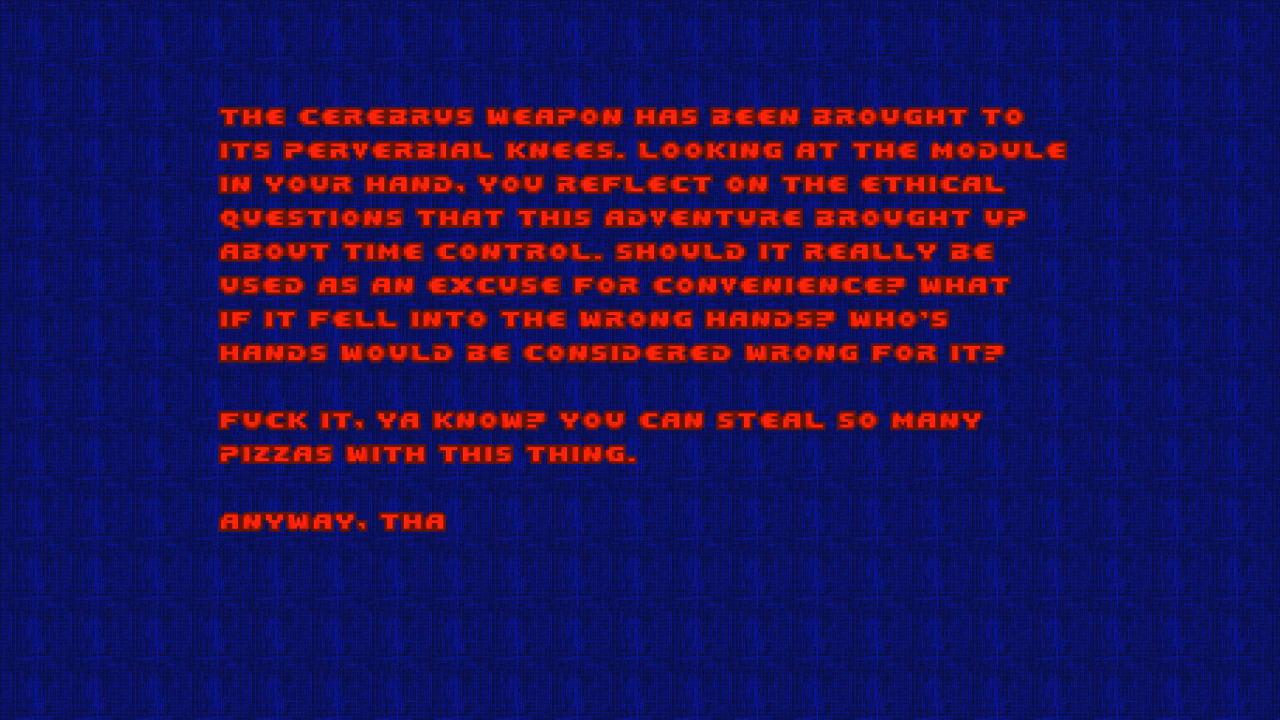 THE CEREBRUS WEAPON HAS BEEN BROUGHT TO
ITS PERVERBIAL KNEES. LOOKING AT THE MODULE
IN YOUR HAND, YOU REFLECT ON THE ETHICAL
QUESTIONS THAT THIS ADVENTURE BROUGHT UP
ABOUT TIME CONTROL. SHOULD IT REALLY BE
USED AS AN EXCUSE FOR CONVENIENCE? WHAT
IF IT FELL INTO THE WRONG HANDS? WHO'S
HANDS WOULD BE CONSIDERED WRONG FOR IT?
FUCK IT, YA KNOW? YOU CAN STEAL SO MANY
PIZZAS WITH THIS THING.
ANYWAY, THA